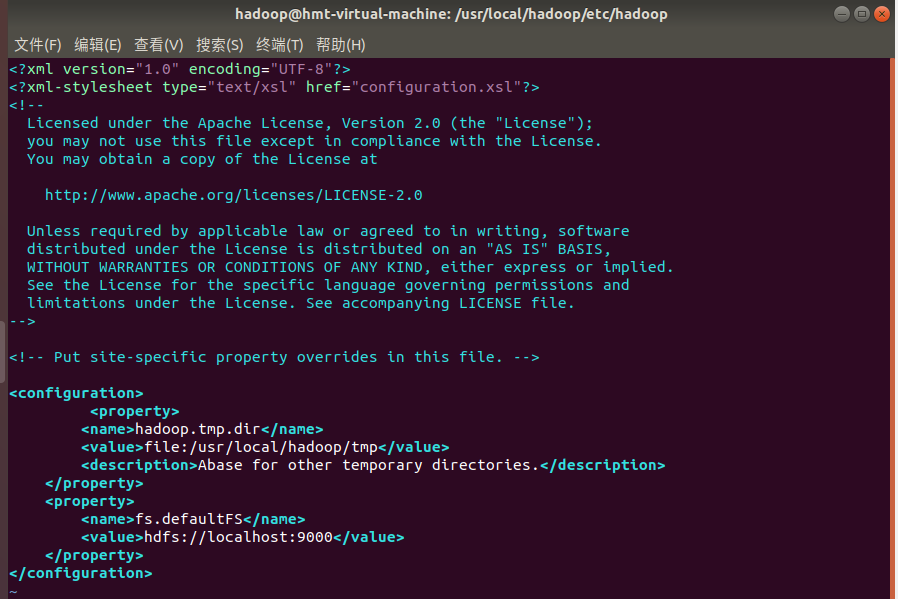 hadoop@hmt-virtual-machine: /usr/local/hadoop/etc/hadoop
文件(F) 编辑(E) 查看(V) 搜索(S) 终端(T) 帮助(H)
<?xml version="1.0" encoding="UTF-8"?>
<?xml-stylesheet type="text/xsl" href="configuration.xsl"?>
<!--
  Licensed under the Apache License, Version 2.0 (the "License");
  you may not use this file except in compliance with the License.
  You may obtain a copy of the License at

    http://www.apache.org/licenses/LICENSE-2.0

  Unless required by applicable law or agreed to in writing, software
  distributed under the License is distributed on an "AS IS" BASIS,
  WITHOUT WARRANTIES OR CONDITIONS OF ANY KIND, either express or implied.
  See the License for the specific language governing permissions and
  limitations under the License. See accompanying LICENSE file.
-->

<!-- Put site-specific property overrides in this file. -->

<configuration>
         <property>
        <name>hadoop.tmp.dir</name>
        <value>file:/usr/local/hadoop/tmp</value>
        <description>Abase for other temporary directories.</description>
    </property>
    <property>
        <name>fs.defaultFS</name>
        <value>hdfs://localhost:9000</value>
    </property>
</configuration>
~